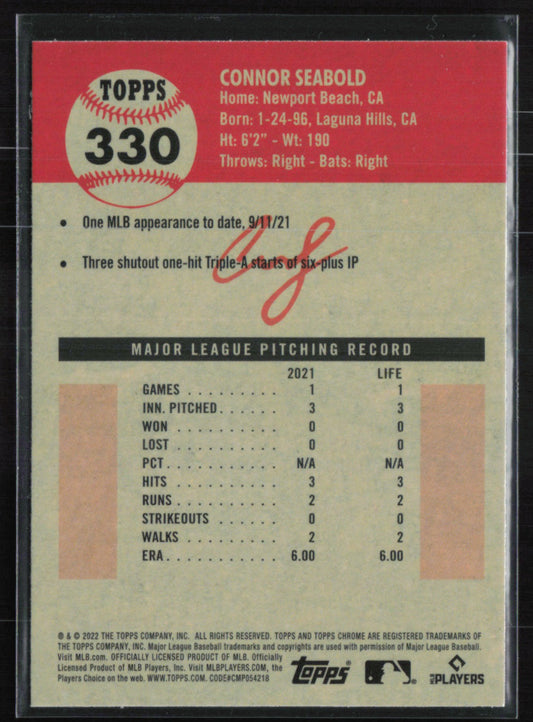 TOPPS
330
CONNOR SEABOLD
Home: Newport Beach, CA
Born: 1-24-96, Laguna Hills, CA
Ht: 6'2" - Wt: 190
Throws: Right - Bats: Right
• One MLB appearance to date, 9/11/21
• Three shutout one-hit Triple-A starts of six-plus IP
MAJOR LEAGUE PITCHING RECORD
2021 LIFE
GAMES . . . . . . . . . 1 1
INN. PITCHED. . . . . . 3 3
WON . . . . . . . . . . 0 0
LOST . . . . . . . . . . 0 0
PCT. . . . . . . . . . . N/A N/A
HITS . . . . . . . . . . 3 3
RUNS . . . . . . . . . . 2 2
STRIKEOUTS . . . . . . 0 0
WALKS . . . . . . . . . 2 2
ERA. . . . . . . . . . . 6.00 6.00
® & © 2022 THE TOPPS COMPANY, INC. ALL RIGHTS RESERVED. TOPPS AND TOPPS CHROME ARE REGISTERED TRADEMARKS OF
THE TOPPS COMPANY, INC. Major League Baseball trademarks and copyrights are used with permission of Major League Baseball.
Visit MLB.com. OFFICIALLY LICENSED PRODUCT OF MLB. Officially
Licensed Product of MLB Players, Inc. Visit MLBPLAYERS.com, the
Players Choice on the web. WWW.TOPPS.COM. CODE#CMP054218
Topps
MLB PLAYERS